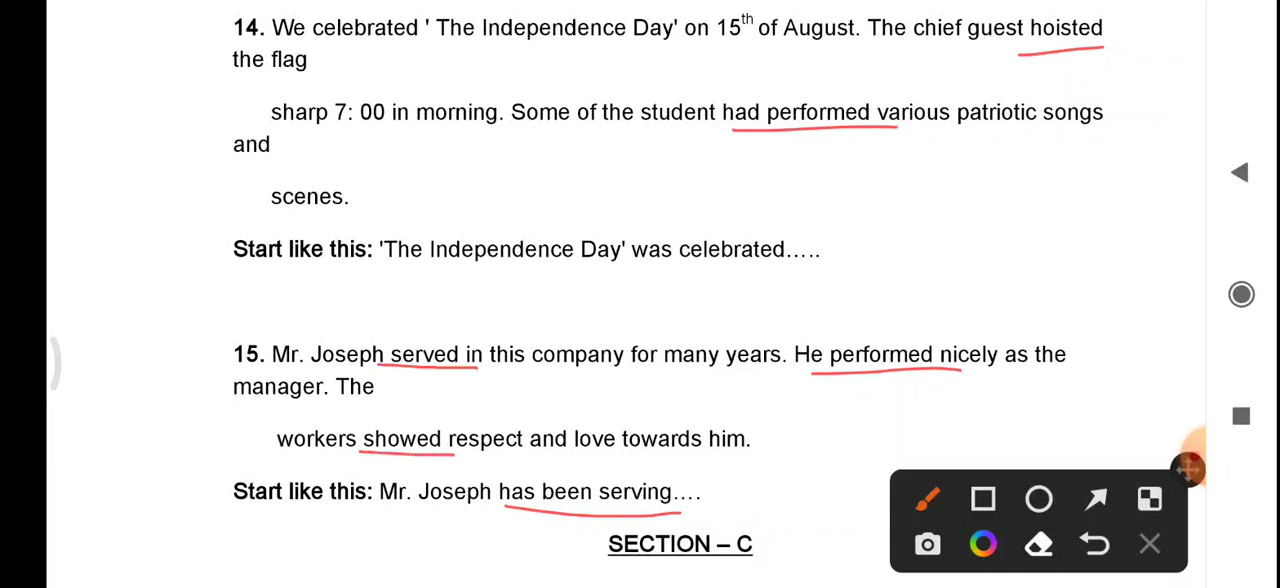 14. We celebrated ' The Independence Day' on 15th of August. The chief guest hoisted
the flag
sharp 7: 00 in morning. Some of the student had performed various patriotic songs
and
scenes.
Start like this: 'The Independence Day' was celebrated…..
15. Mr. Joseph served in this company for many years. He performed nicely as the
manager. The
workers showed respect and love towards him.
Start like this: Mr. Joseph has been serving….
SECTION – C